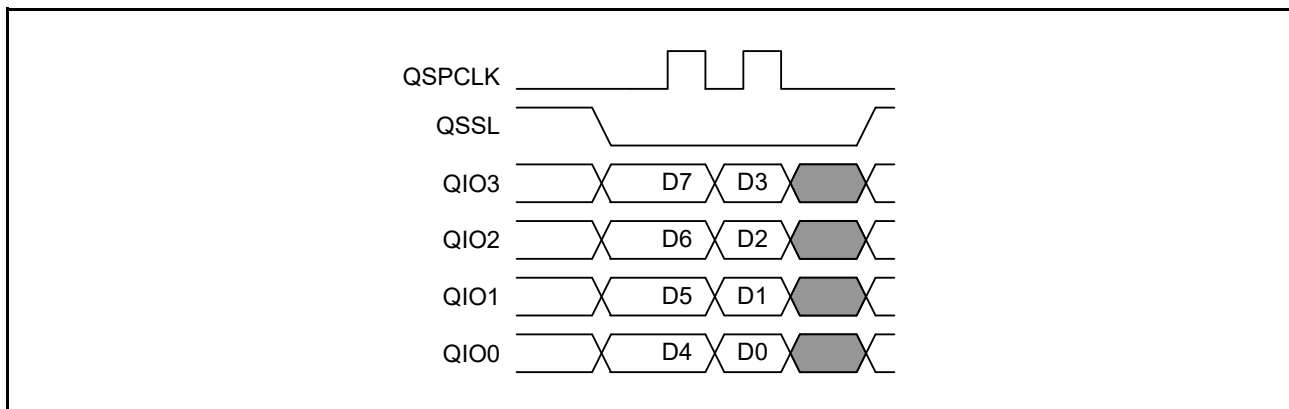 QSPCLK
QSSL
QIO3 D7 D3
QIO2 D6 D2
QIO1 D5 D1
QIO0 D4 D0